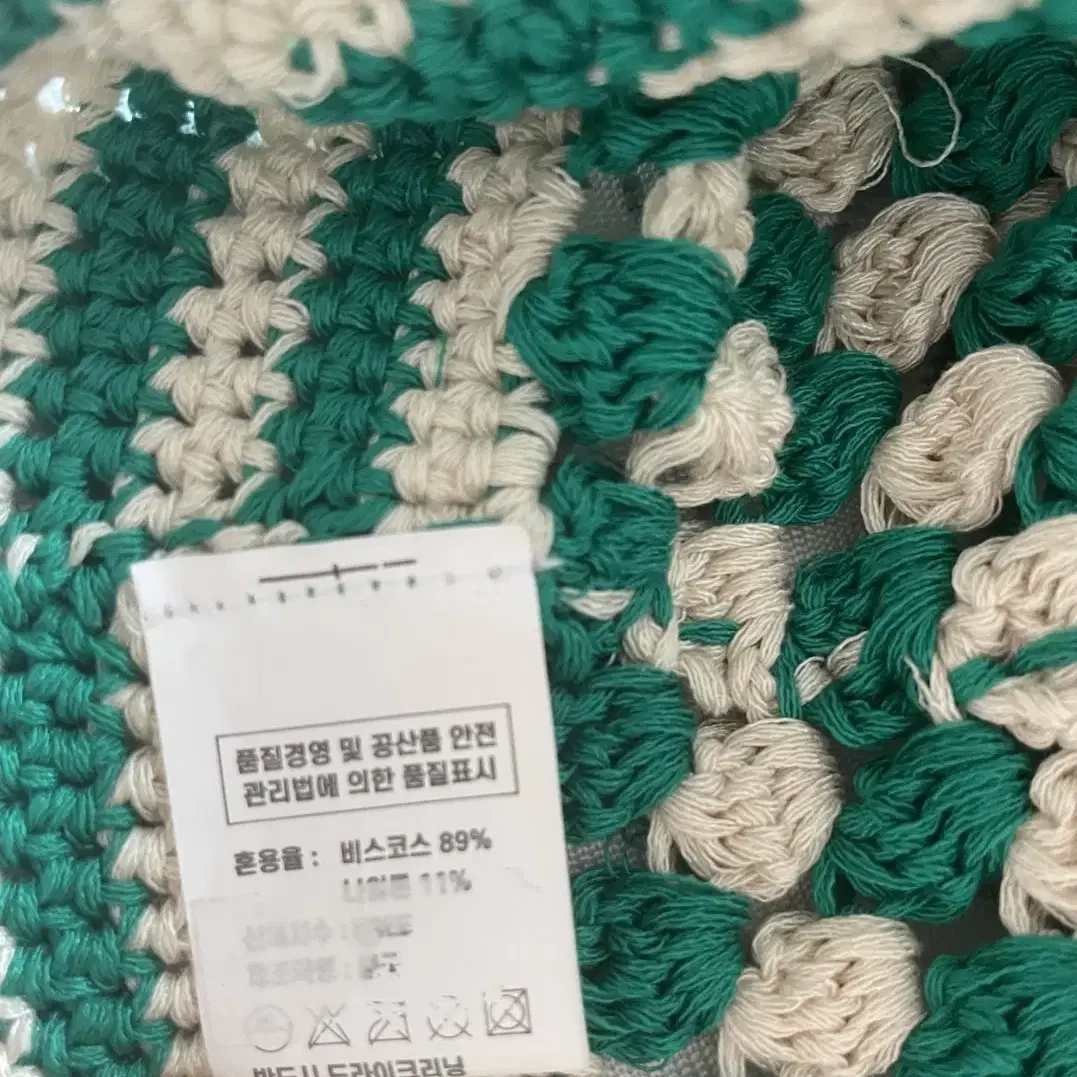 품질경영 및 공산품 안전
관리법에 의한 품질표시
혼용율 : 비스코스 89%
나일론 11%
반드시 드라이크리닝